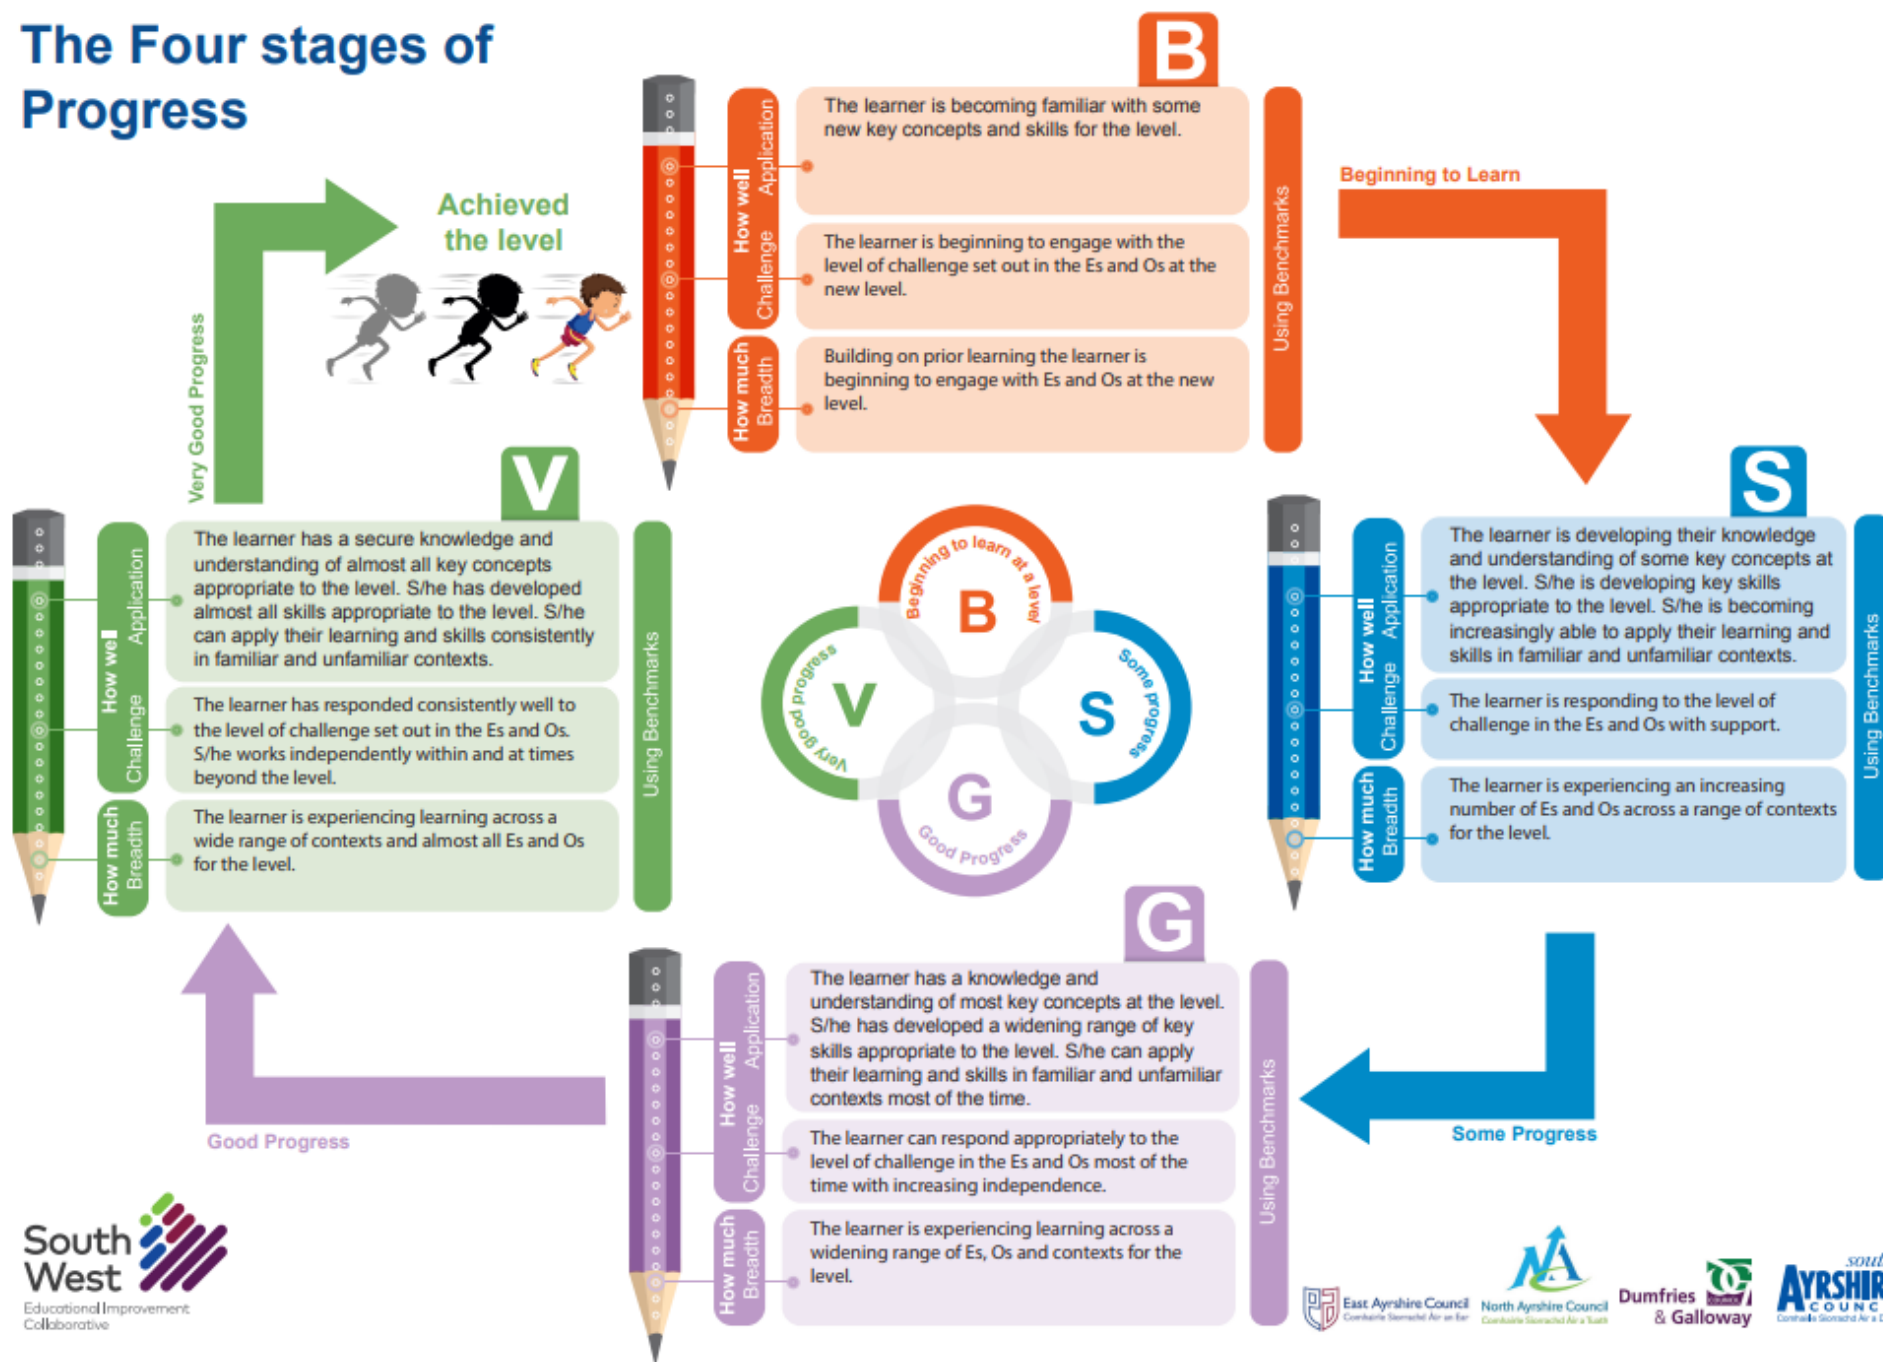 The Four stages of
Progress
B
How well
Application
Challenge
How much
Breadth
The learner is becoming familiar with some
new key concepts and skills for the level.
The learner is beginning to engage with the
level of challenge set out in the Es and Os at the
new level.
Building on prior learning the learner is
beginning to engage with Es and Os at the new
level.
Using Benchmarks
Beginning to Learn
S
How well
Application
Challenge
How much
Breadth
The learner is developing their knowledge
and understanding of some key concepts at
the level. S/he is developing key skills
appropriate to the level. S/he is becoming
increasingly able to apply their learning and
skills in familiar and unfamiliar contexts.
The learner is responding to the level of
challenge in the Es and Os with support.
The learner is experiencing an increasing
number of Es and Os across a range of contexts
for the level.
Using Benchmarks
Some Progress
G
How well
Application
Challenge
How much
Breadth
The learner has a knowledge and
understanding of most key concepts at the level.
S/he has developed a widening range of key
skills appropriate to the level. S/he can apply
their learning and skills in familiar and unfamiliar
contexts most of the time.
The learner can respond appropriately to the
level of challenge in the Es and Os most of the
time with increasing independence.
The learner is experiencing learning across a
widening range of Es, Os and contexts for the
level.
Using Benchmarks
Good Progress
V
How well
Application
Challenge
How much
Breadth
The learner has a secure knowledge and
understanding of almost all key concepts
appropriate to the level. S/he has developed
almost all skills appropriate to the level. S/he
can apply their learning and skills consistently
in familiar and unfamiliar contexts.
The learner has responded consistently well to
the level of challenge set out in the Es and Os.
S/he works independently within and at times
beyond the level.
The learner is experiencing learning across a
wide range of contexts and almost all Es and Os
for the level.
Using Benchmarks
Very Good Progress
Achieved
the level
Beginning to learn at a level
B
Some progress
S
Good Progress
G
Very good progress
V
South
West
Educational Improvement
Collaborative
East Ayrshire Council
North Ayrshire Council
Dumfries
& Galloway
COUNCIL